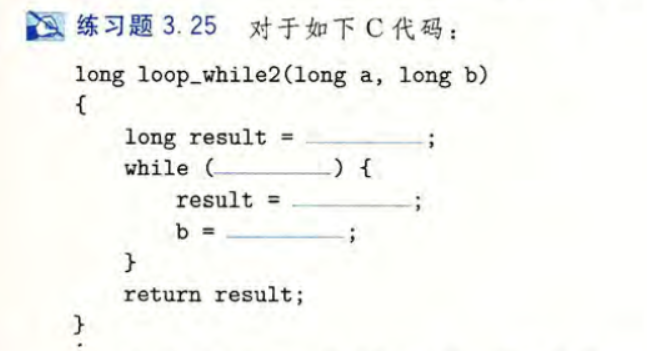 练习题 3.25 对于如下 C 代码：
long loop_while2(long a, long b)
{
long result = ________;
while (________) {
result = ________;
b = ________;
}
return result;
}